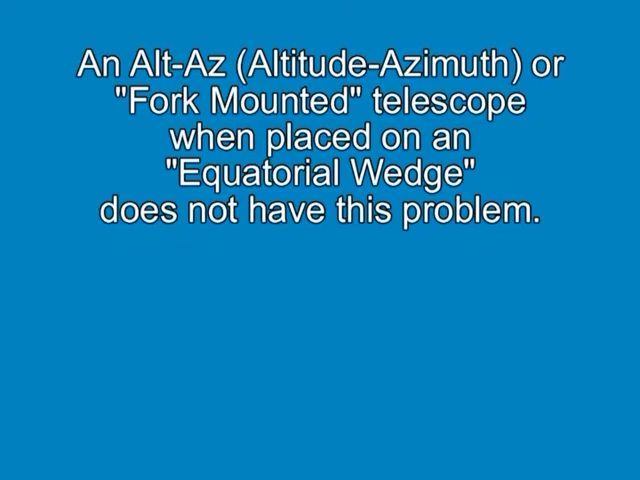 An Alt-Az (Altitude-Azimuth) or
"Fork Mounted" telescope
when placed on an
"Equatorial Wedge"
does not have this problem.